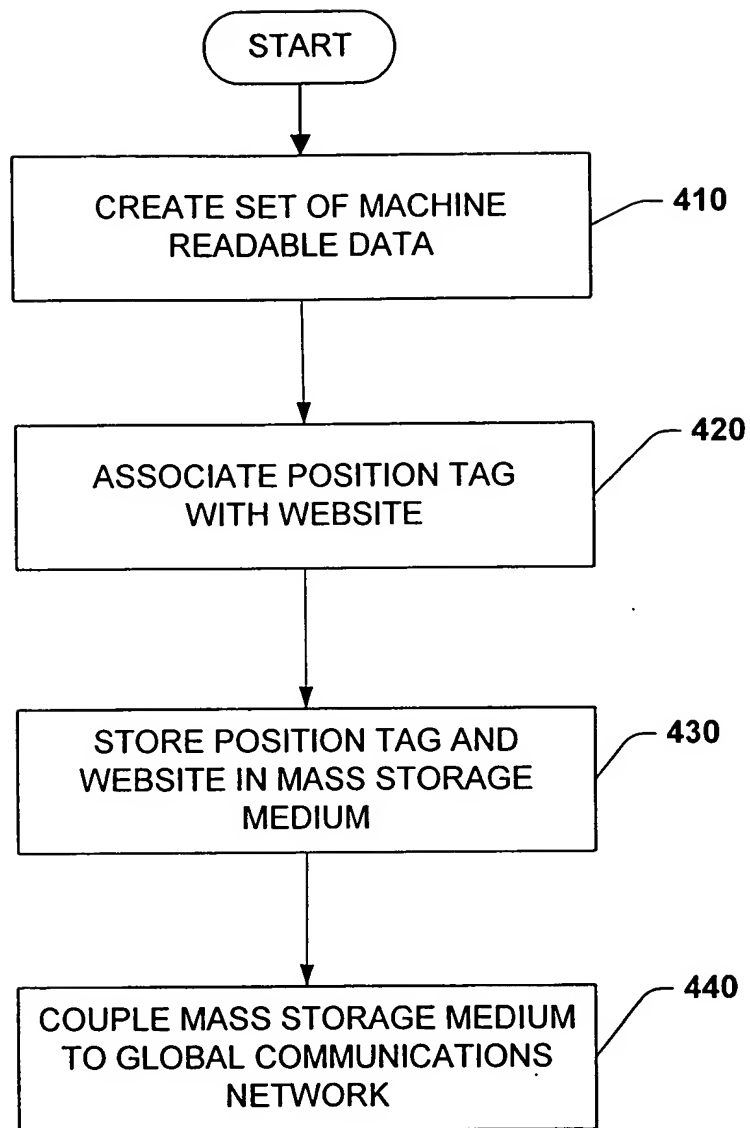 START
CREATE SET OF MACHINE
READABLE DATA
410
ASSOCIATE POSITION TAG
WITH WEBSITE
420
STORE POSITION TAG AND
WEBSITE IN MASS STORAGE
MEDIUM
430
COUPLE MASS STORAGE MEDIUM
TO GLOBAL COMMUNICATIONS
NETWORK
440